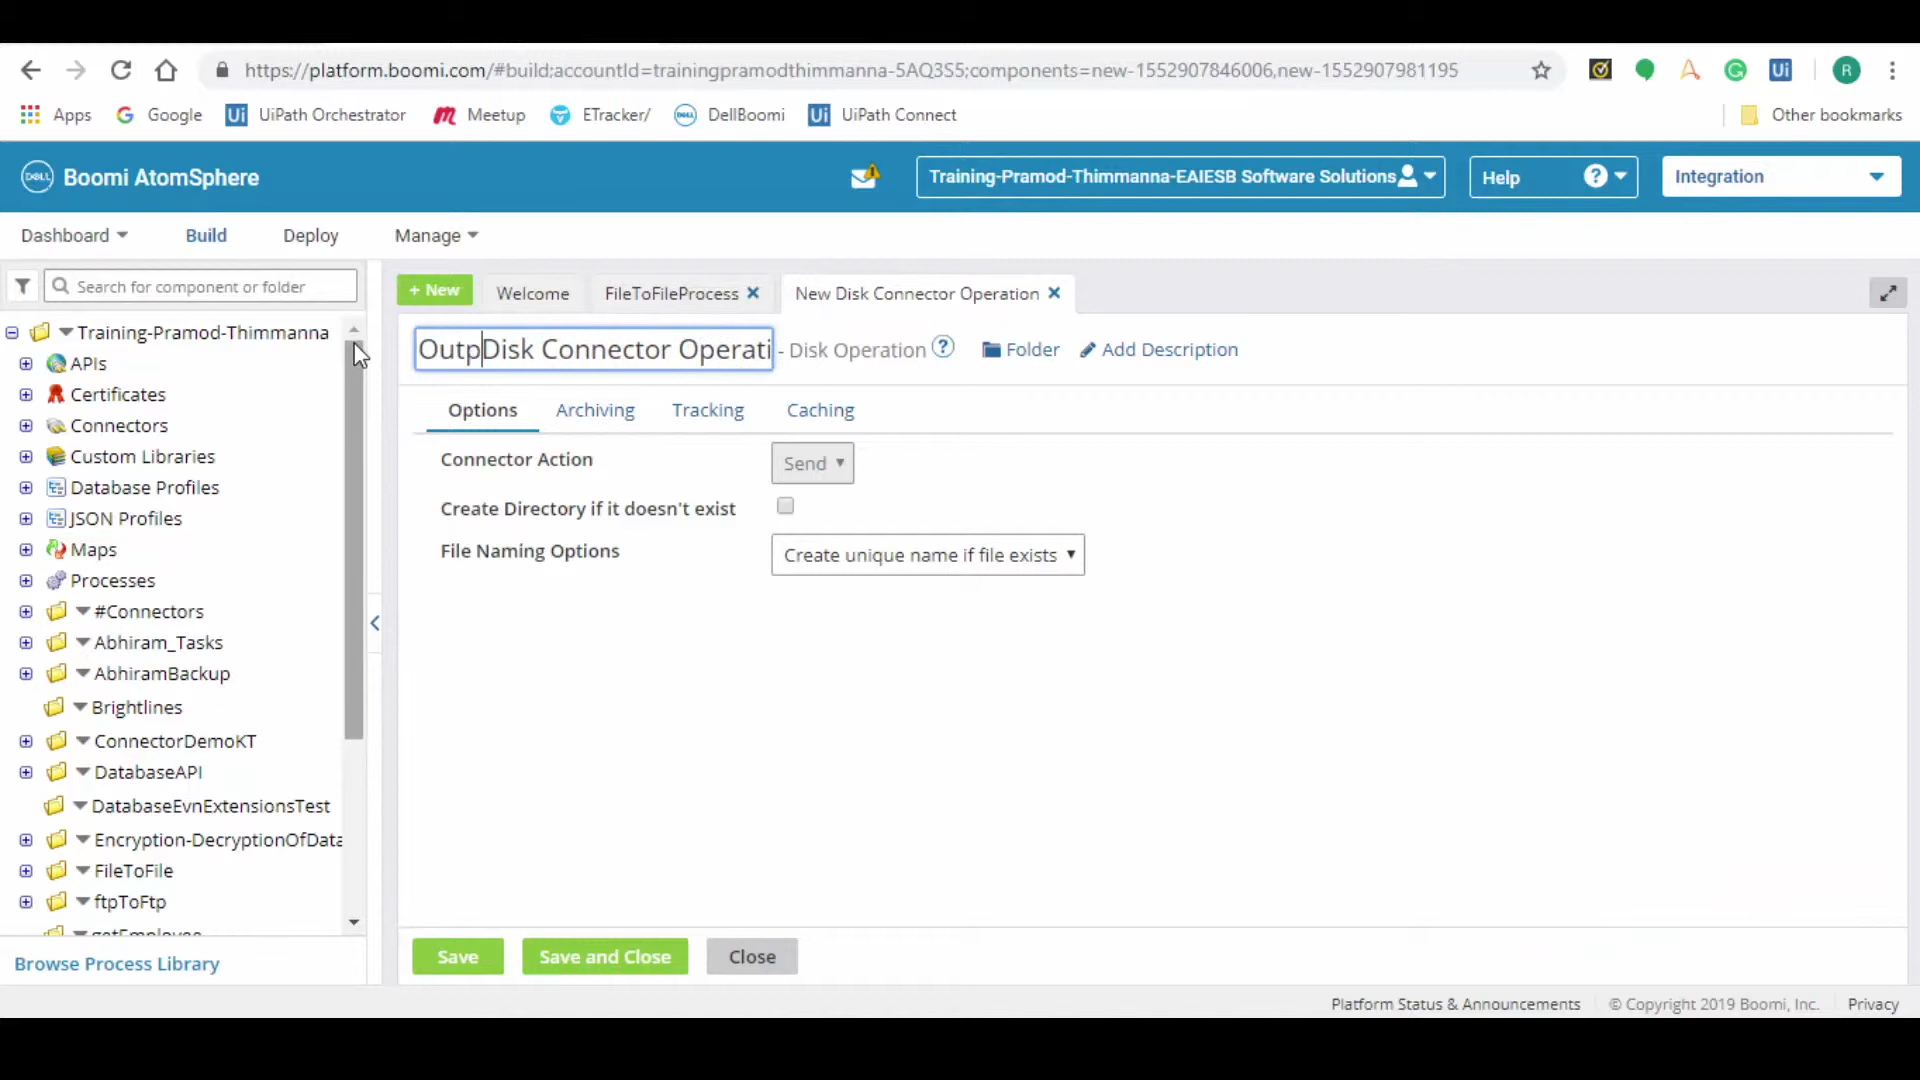 https://platform.boomi.com/#build;accountId=trainingpramodthimmanna-5AQ3S5;components=new-1552907846006,new-1552907981195
Ui
R
Apps
Google
Ui UiPath Orchestrator
Meetup
ETracker/
DellBoomi
Ui UiPath Connect
Other bookmarks
DELL Boomi AtomSphere
Training-Pramod-Thimmanna-EAIESB Software Solutions
Help
Integration
Dashboard
Build
Deploy
Manage
Search for component or folder
+ New
Welcome
FileToFileProcess
New Disk Connector Operation
Training-Pramod-Thimmanna
APIs
Certificates
Connectors
Custom Libraries
Database Profiles
JSON Profiles
Maps
Processes
#Connectors
Abhiram_Tasks
AbhiramBackup
Brightlines
ConnectorDemoKT
DatabaseAPI
DatabaseEvnExtensionsTest
Encryption-DecryptionOfData
FileToFile
ftpToFtp
getEmployee
Browse Process Library
OutpDisk Connector Operati - Disk Operation
Folder
Add Description
Options
Archiving
Tracking
Caching
Connector Action
Send
Create Directory if it doesn't exist
File Naming Options
Create unique name if file exists
Save
Save and Close
Close
Platform Status & Announcements
© Copyright 2019 Boomi, Inc.
Privacy